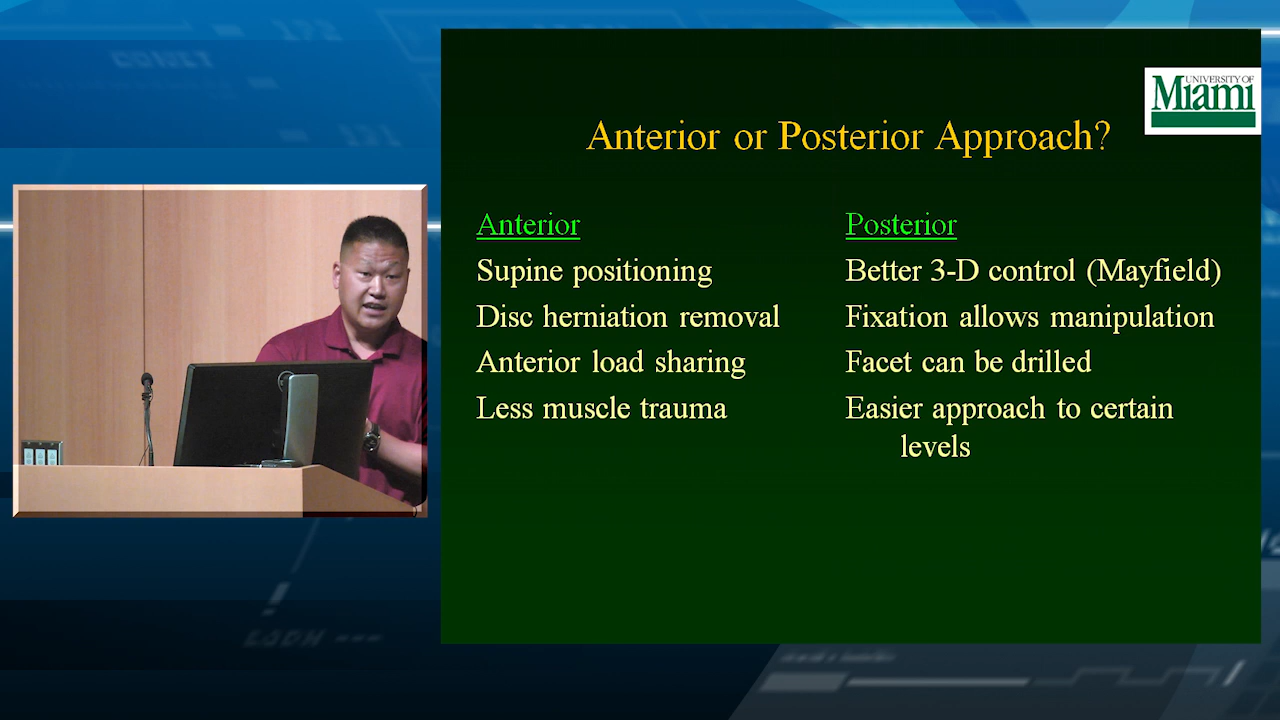 UNIVERSITY OF
Miami
Anterior or Posterior Approach?
Anterior
Supine positioning
Disc herniation removal
Anterior load sharing
Less muscle trauma
Posterior
Better 3-D control (Mayfield)
Fixation allows manipulation
Facet can be drilled
Easier approach to certain
levels